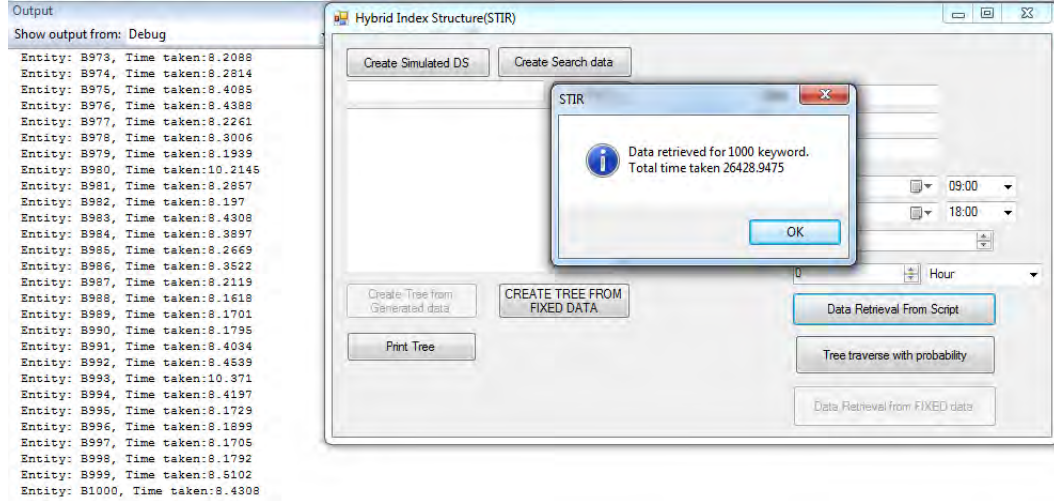 Output
Show output from: Debug
Entity: B973, Time taken:8.2088
Entity: B974, Time taken:8.2814
Entity: B975, Time taken:8.4085
Entity: B976, Time taken:8.4388
Entity: B977, Time taken:8.2261
Entity: B978, Time taken:8.3006
Entity: B979, Time taken:8.1939
Entity: B980, Time taken:10.2145
Entity: B981, Time taken:8.2857
Entity: B982, Time taken:8.197
Entity: B983, Time taken:8.4308
Entity: B984, Time taken:8.3897
Entity: B985, Time taken:8.2669
Entity: B986, Time taken:8.3522
Entity: B987, Time taken:8.2119
Entity: B988, Time taken:8.1618
Entity: B989, Time taken:8.1701
Entity: B990, Time taken:8.1795
Entity: B991, Time taken:8.4034
Entity: B992, Time taken:8.4539
Entity: B993, Time taken:10.371
Entity: B994, Time taken:8.4197
Entity: B995, Time taken:8.1729
Entity: B996, Time taken:8.1899
Entity: B997, Time taken:8.1705
Entity: B998, Time taken:8.1792
Entity: B999, Time taken:8.5102
Entity: B1000, Time taken:8.4308
Hybrid Index Structure(STIR)
Create Simulated DS
Create Search data
STIR
Data retrieved for 1000 keyword.
Total time taken 26428.9475
OK
09:00
18:00
0
Hour
Create Tree from
Generated data
CREATE TREE FROM
FIXED DATA
Data Retrieval From Script
Print Tree
Tree traverse with probability
Data Retrieval from FIXED data